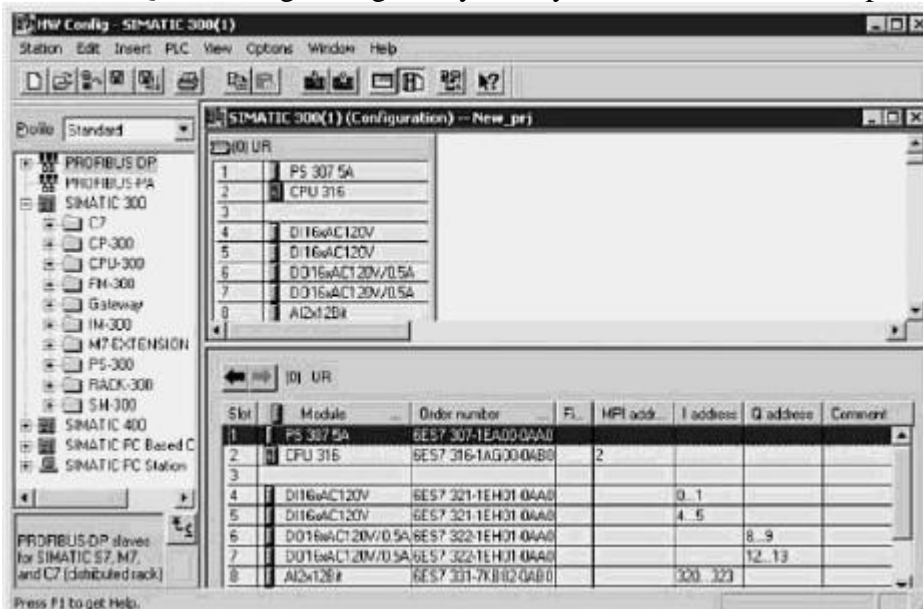 HW Config - SIMATIC 300(1)
Station Edit Insert PLC View Options Window Help
Profile Standard
PROFIBUS DP
PROFIBUS-PA
SIMATIC 300
C7
CP-300
CPU-300
FM-300
Gateway
IM-300
M7-EXTENSION
PS-300
RACK-300
SM-300
SIMATIC 400
SIMATIC PC Based C
SIMATIC PC Station
PROFIBUS-DP slaves
for SIMATIC S7, M7,
and C7 (distributed rack)
SIMATIC 300(1) (Configuration) -- New_prj
(0) UR
1 PS 307 5A
2 CPU 316
3
4 DI16xAC120V
5 DI16xAC120V
6 DO16xAC120V/0.5A
7 DO16xAC120V/0.5A
8 AI2x12Bit
(0) UR
Slot Module ... Order number ... Fi... MPI add... I address Q address Comment
1 PS 307 5A 6ES7 307-1EA00-0AA0
2 CPU 316 6ES7 316-1AG00-0AB0 2
3
4 DI16xAC120V 6ES7 321-1EH01-0AA0 0...1
5 DI16xAC120V 6ES7 321-1EH01-0AA0 4...5
6 DO16xAC120V/0.5A 6ES7 322-1EH01-0AA0 8...9
7 DO16xAC120V/0.5A 6ES7 322-1EH01-0AA0 12...13
8 AI2x12Bit 6ES7 331-7KB82-0AB0 320...323
Press F1 to get Help.